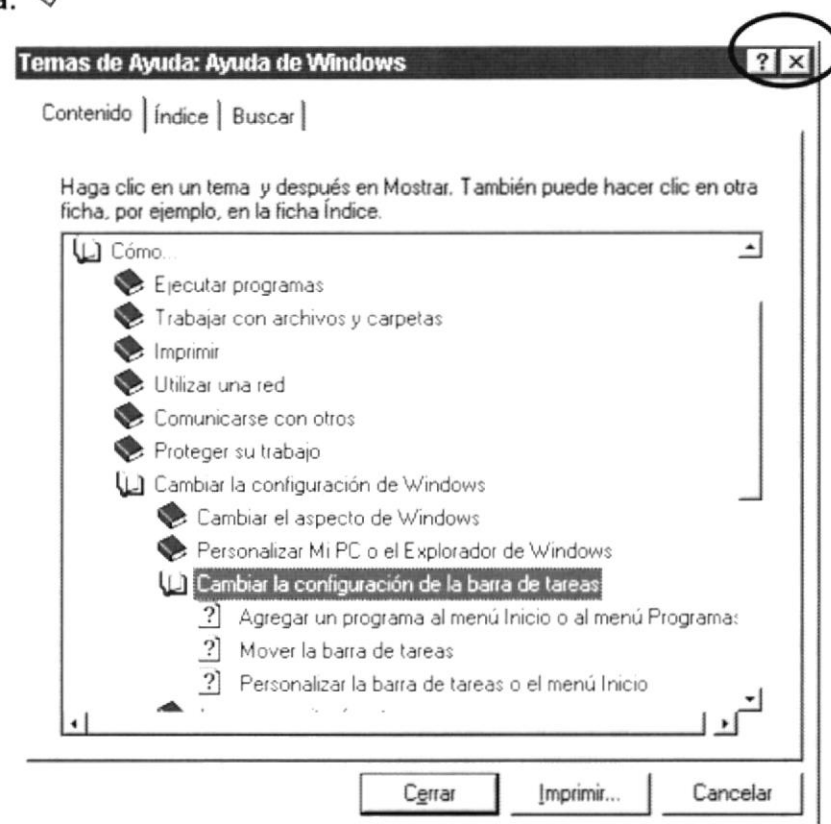 Temas de Ayuda: Ayuda de Windows
Contenido Índice Buscar
Haga clic en un tema y después en Mostrar. También puede hacer clic en otra
ficha, por ejemplo, en la ficha Índice.
Cómo...
Ejecutar programas
Trabajar con archivos y carpetas
Imprimir
Utilizar una red
Comunicarse con otros
Proteger su trabajo
Cambiar la configuración de Windows
Cambiar el aspecto de Windows
Personalizar Mi PC o el Explorador de Windows
Cambiar la configuración de la barra de tareas
? Agregar un programa al menú Inicio o al menú Programas
? Mover la barra de tareas
? Personalizar la barra de tareas o el menú Inicio
Cerrar Imprimir... Cancelar